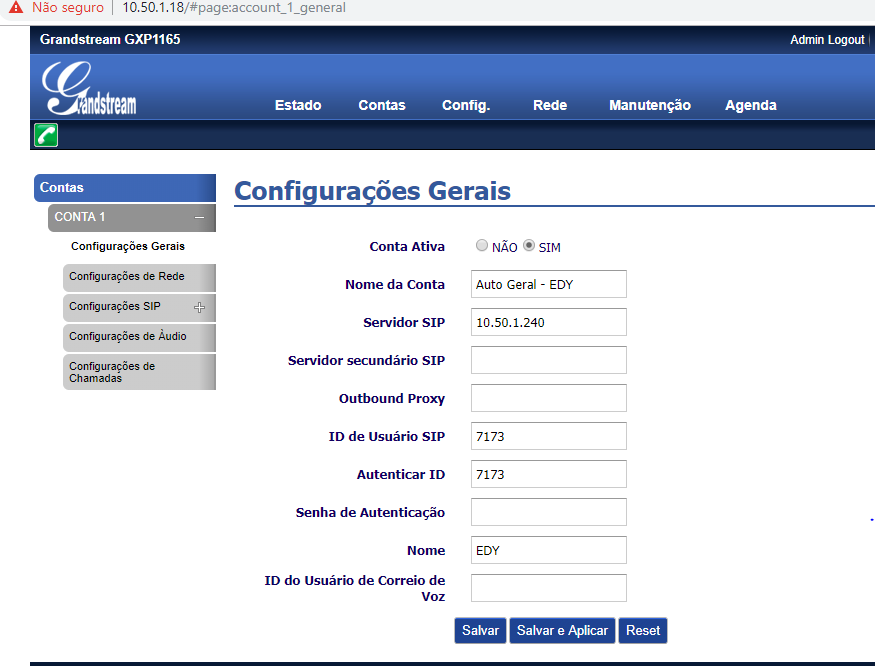 Não seguro 10.50.1.18/#page:account_1_general
Grandstream GXP1165 Admin Logout
Grandstream
Estado Contas Config. Rede Manutenção Agenda
Contas
CONTA 1
Configurações Gerais
Configurações de Rede
Configurações SIP
Configurações de Àudio
Configurações de
Chamadas
Configurações Gerais
Conta Ativa NÃO SIM
Nome da Conta Auto Geral - EDY
Servidor SIP 10.50.1.240
Servidor secundário SIP
Outbound Proxy
ID de Usuário SIP 7173
Autenticar ID 7173
Senha de Autenticação
Nome EDY
ID do Usuário de Correio de
Voz
Salvar Salvar e Aplicar Reset